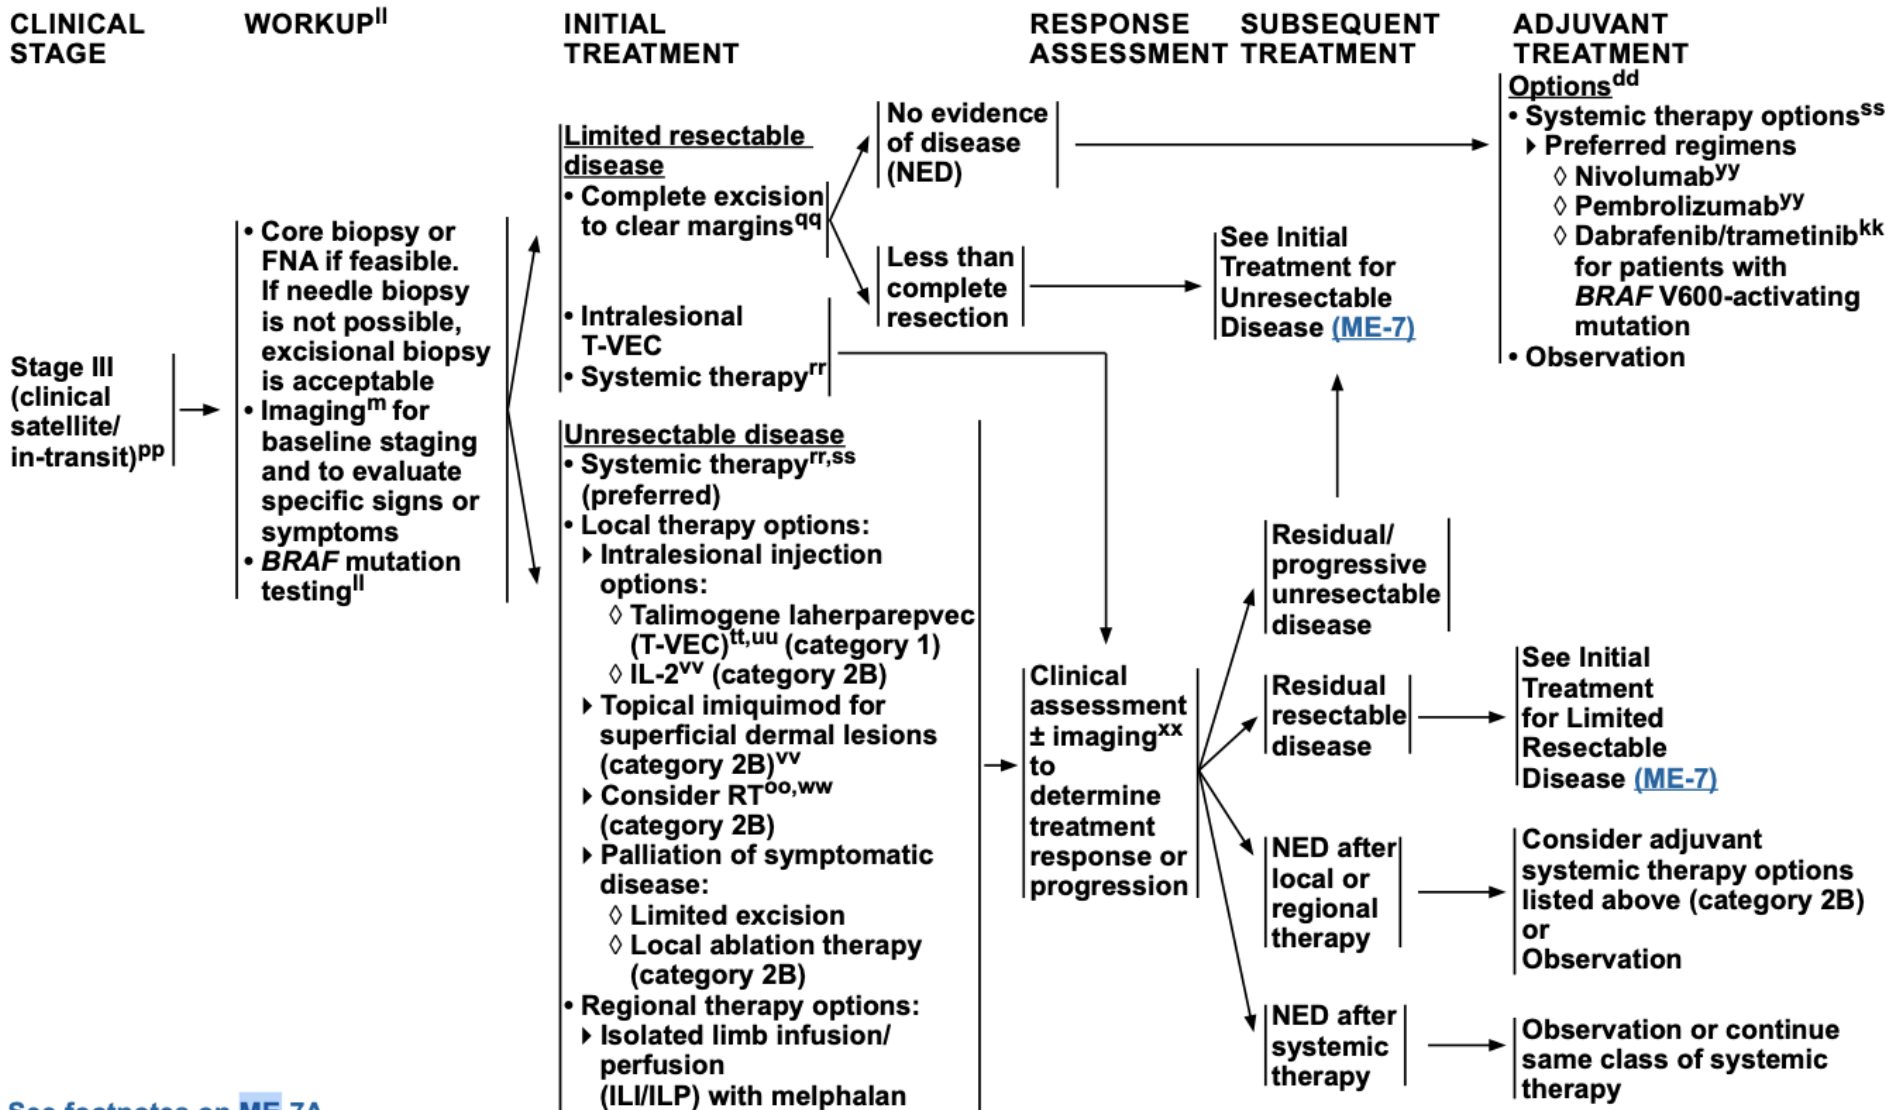 CLINICAL
STAGE
WORKUPll
INITIAL
TREATMENT
RESPONSE
ASSESSMENT
SUBSEQUENT
TREATMENT
ADJUVANT
TREATMENT
Stage III
(clinical
satellite/
in-transit)pp
• Core biopsy or
FNA if feasible.
If needle biopsy
is not possible,
excisional biopsy
is acceptable
• Imagingm for
baseline staging
and to evaluate
specific signs or
symptoms
• BRAF mutation
testingll
Limited resectable
disease
• Complete excision
to clear marginsqq
• Intralesional
T-VEC
• Systemic therapyrr
No evidence
of disease
(NED)
Less than
complete
resection
See Initial
Treatment for
Unresectable
Disease (ME-7)
Optionsdd
• Systemic therapy optionsss
Preferred regimens
◊ Nivolumabyy
◊ Pembrolizumabyy
◊ Dabrafenib/trametinibkk
for patients with
BRAF V600-activating
mutation
• Observation
Unresectable disease
• Systemic therapyrr,ss
(preferred)
• Local therapy options:
Intralesional injection
options:
◊ Talimogene laherparepvec
(T-VEC)tt,uu (category 1)
◊ IL-2vv (category 2B)
Topical imiquimod for
superficial dermal lesions
(category 2B)vv
Consider RToo,ww
(category 2B)
Palliation of symptomatic
disease:
◊ Limited excision
◊ Local ablation therapy
(category 2B)
• Regional therapy options:
Isolated limb infusion/
perfusion
(ILI/ILP) with melphalan
Clinical
assessment
± imagingxx
to
determine
treatment
response or
progression
Residual/
progressive
unresectable
disease
Residual
resectable
disease
See Initial
Treatment
for Limited
Resectable
Disease (ME-7)
NED after
local or
regional
therapy
Consider adjuvant
systemic therapy options
listed above (category 2B)
or
Observation
NED after
systemic
therapy
Observation or continue
same class of systemic
therapy
See footnotes on ME-7A